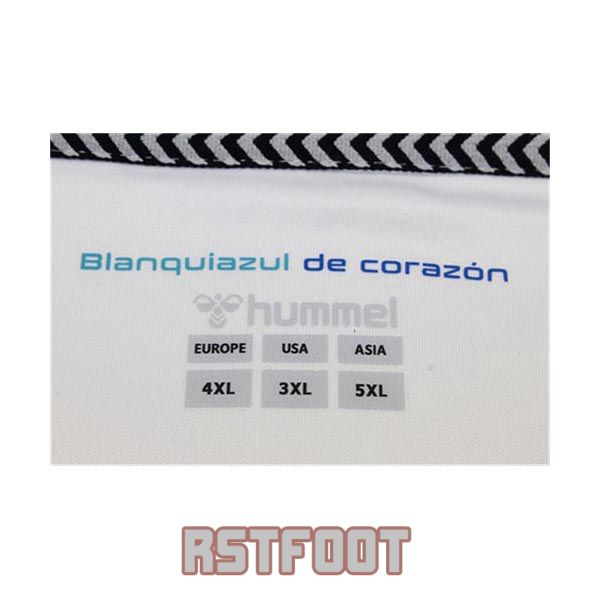 Blanquiazul de corazón
hummel
EUROPE USA ASIA
4XL 3XL 5XL
RSTFOOT